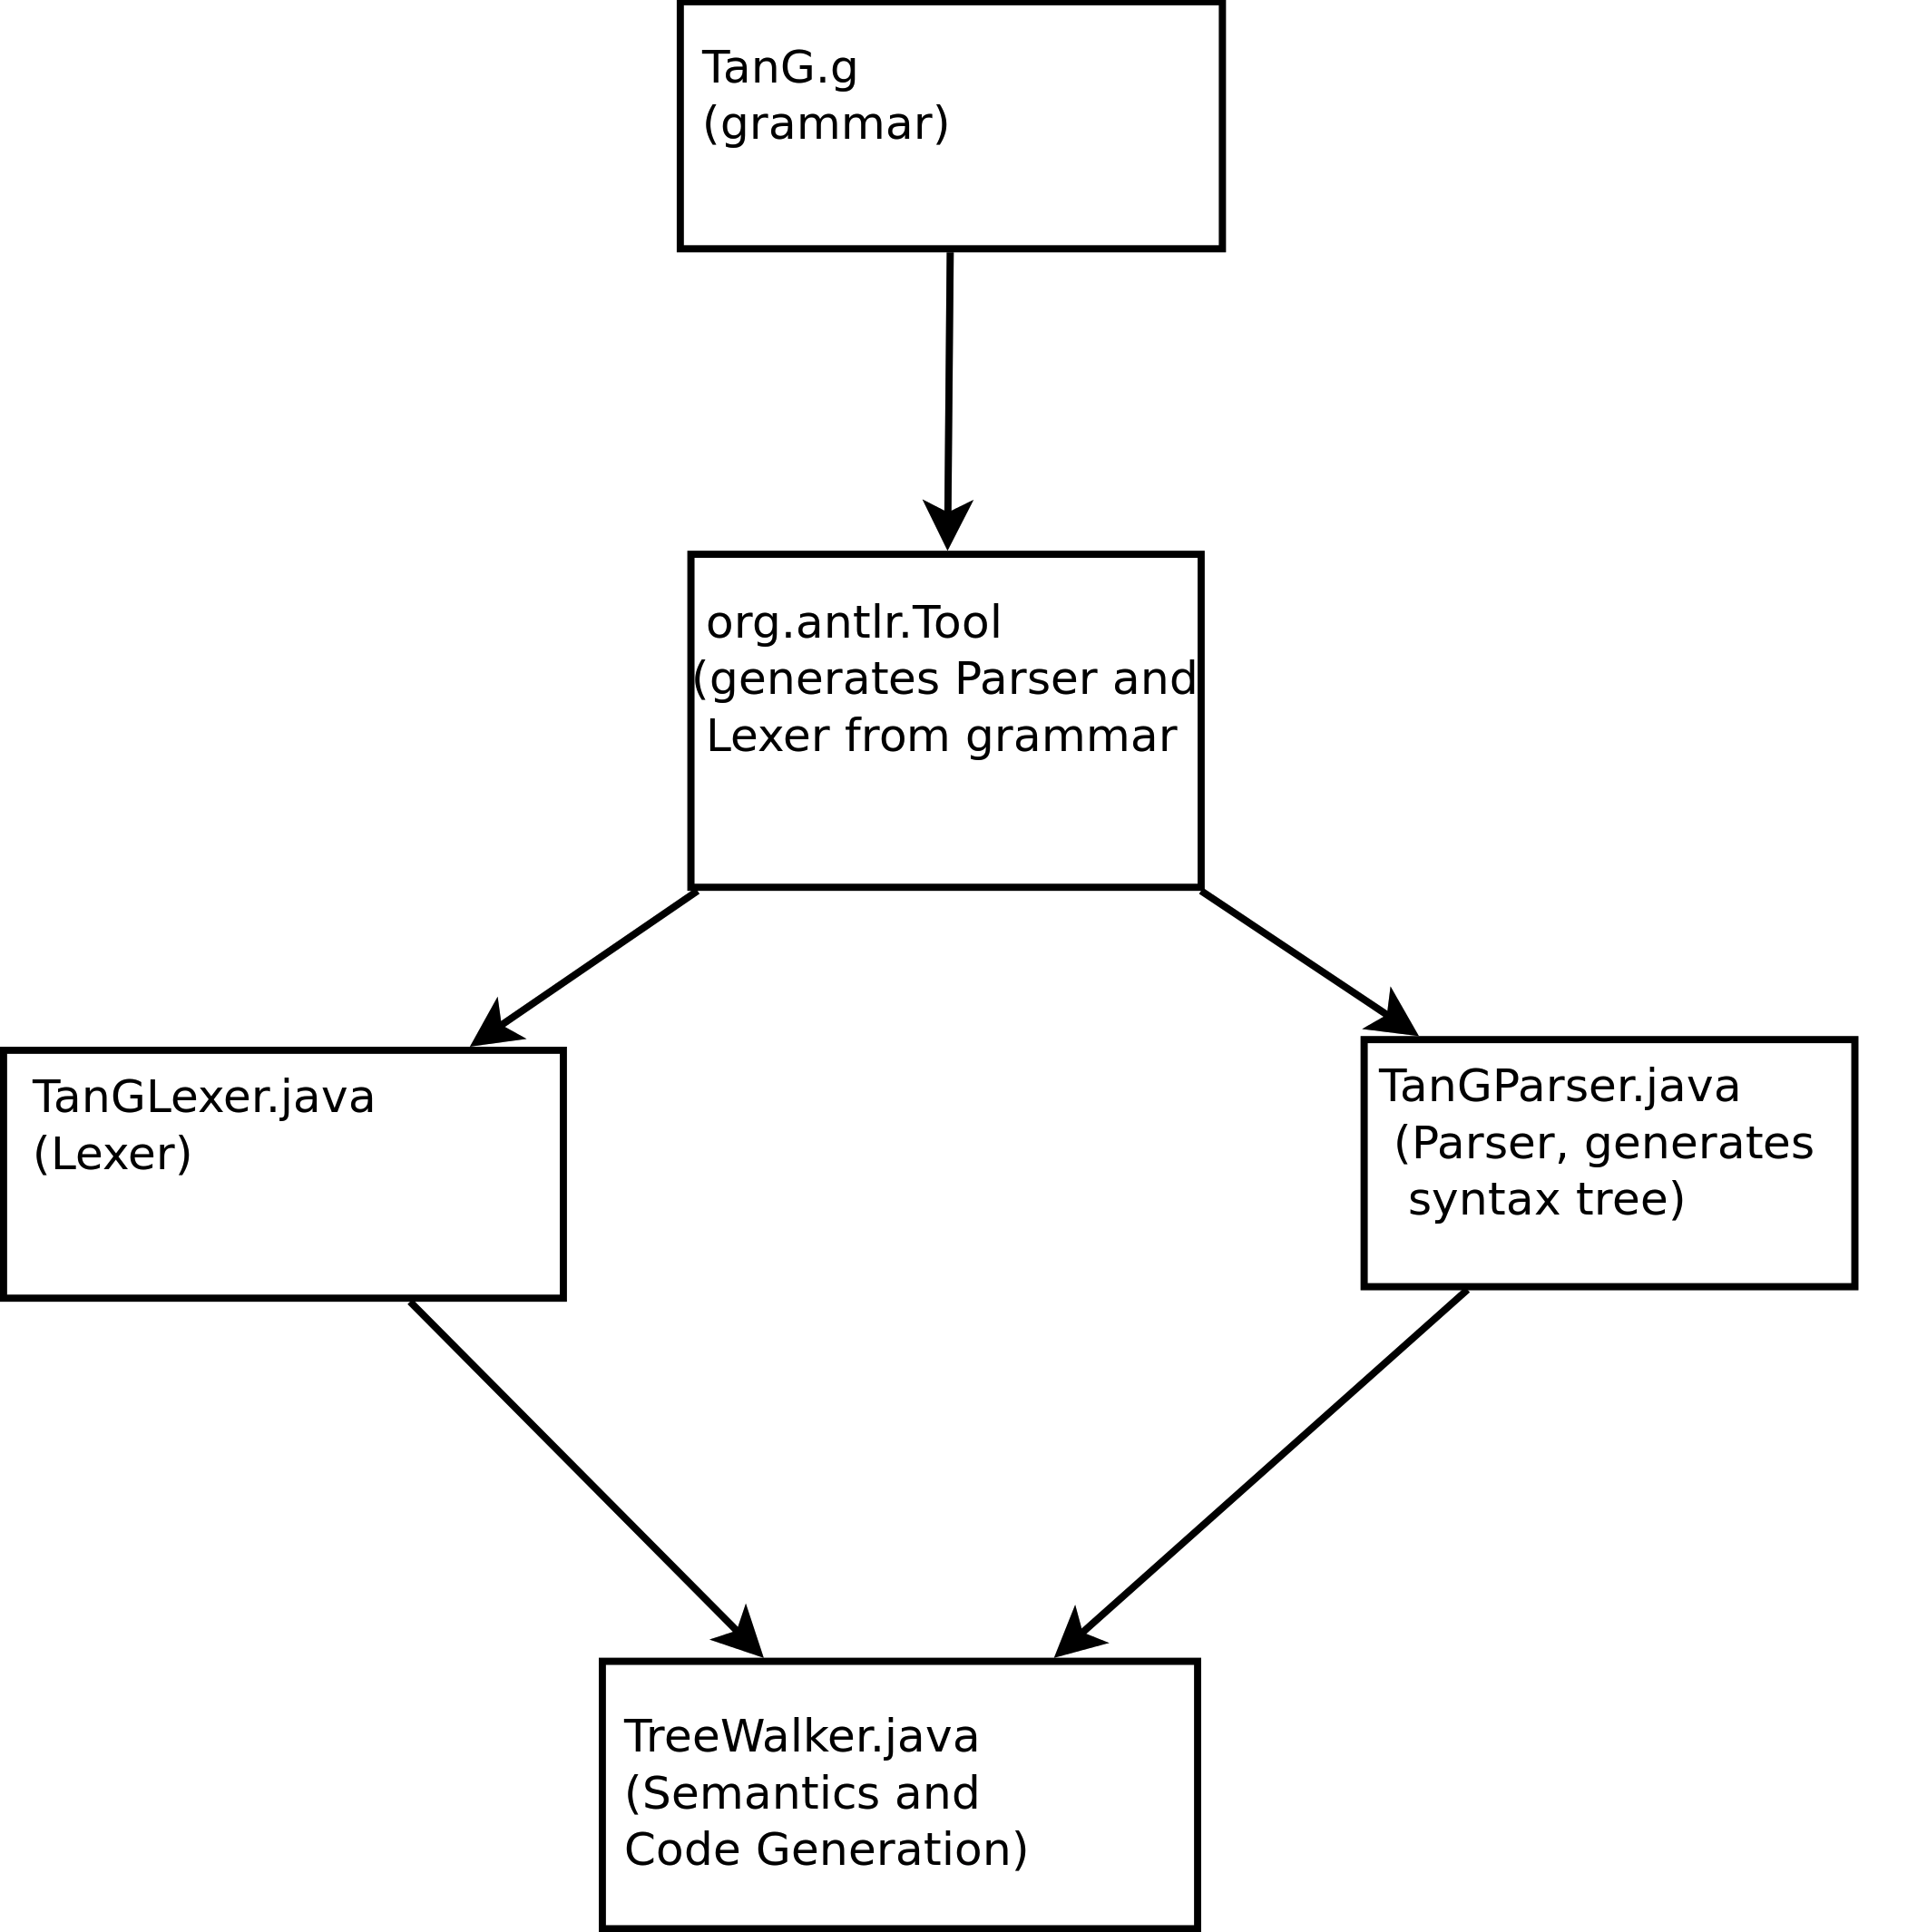 TanG.g
(grammar)
org.antlr.Tool
(generates Parser and
Lexer from grammar
TanGLexer.java
(Lexer)
TanGParser.java
(Parser, generates
syntax tree)
TreeWalker.java
(Semantics and
Code Generation)